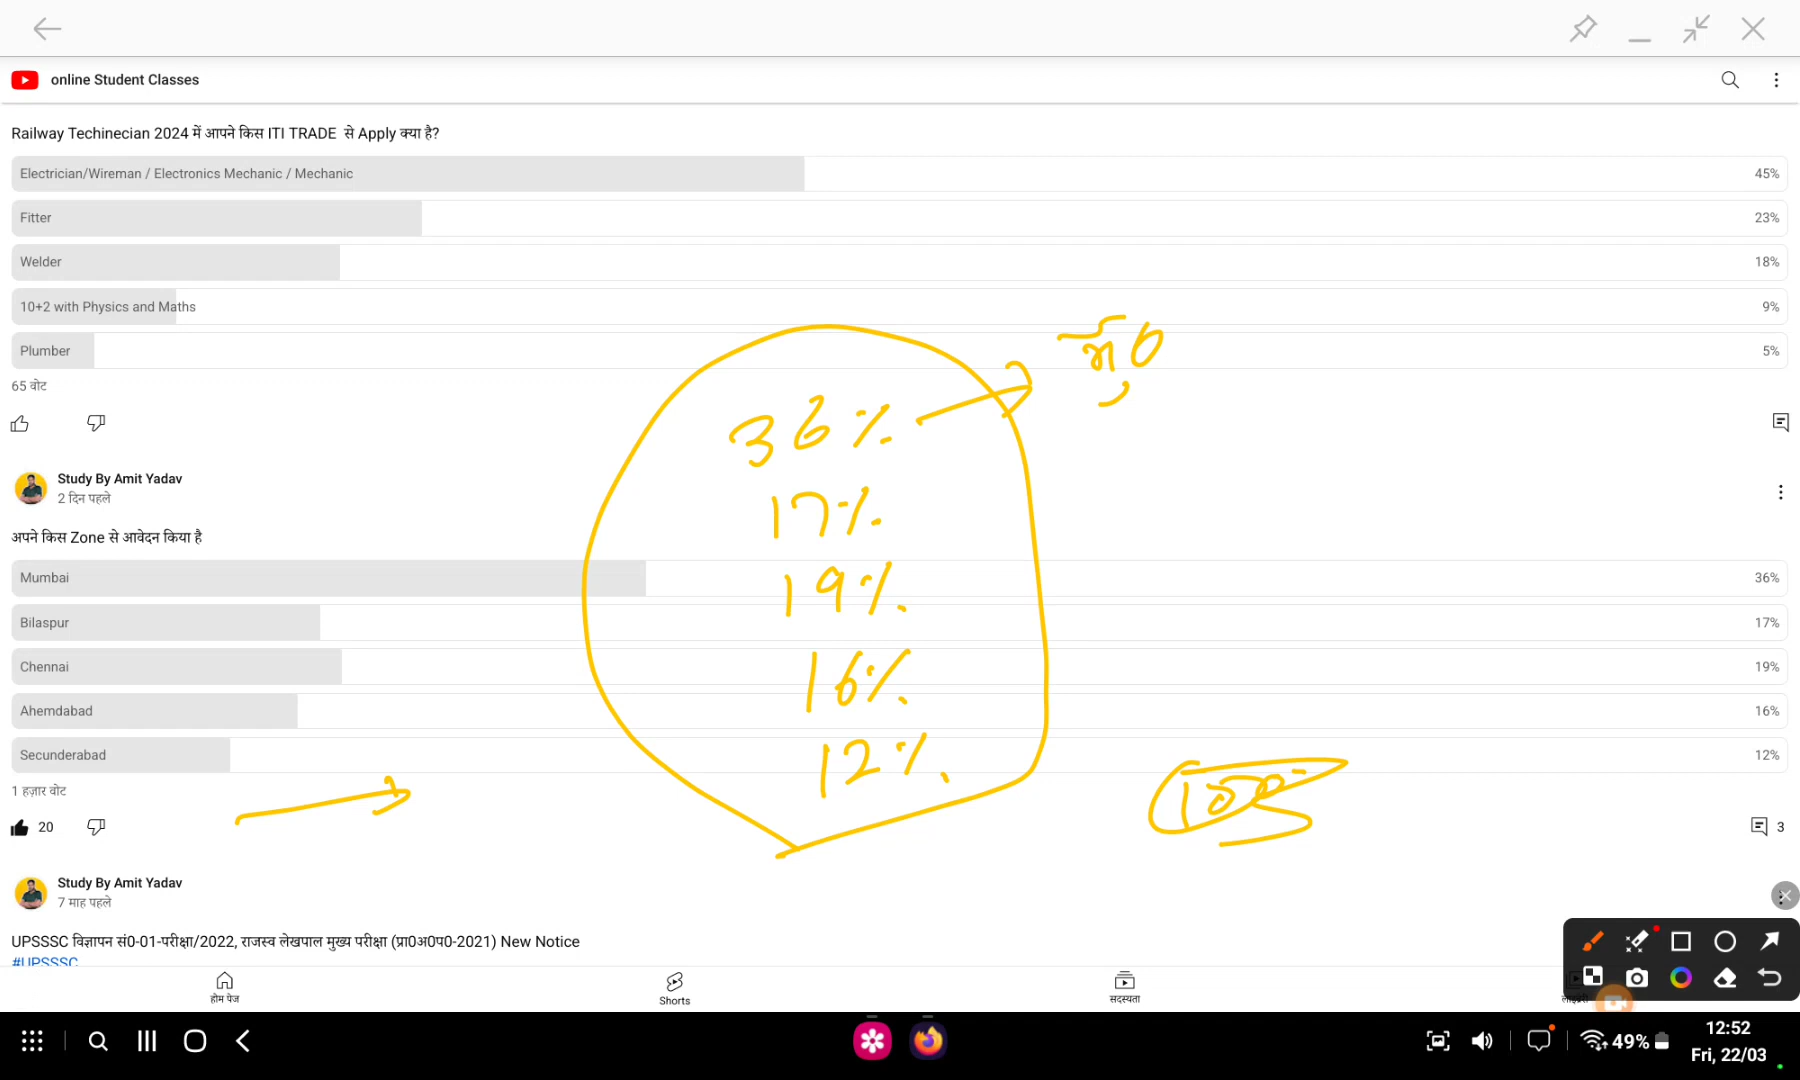 online Student Classes
Railway Techinecian 2024 में आपने किस ITI TRADE से Apply क्या है?
Electrician/Wireman / Electronics Mechanic / Mechanic 45%
Fitter 23%
Welder 18%
10+2 with Physics and Maths 9%
Plumber 5%
65 वोट
36%
17%
19%
16%
12%
Study By Amit Yadav
2 दिन पहले
अपने किस Zone से आवेदन किया है
Mumbai 36%
Bilaspur 17%
Chennai 19%
Ahemdabad 16%
Secunderabad 12%
1 हज़ार वोट
20
3
Study By Amit Yadav
7 माह पहले
UPSSSC विज्ञापन सं0-01-परीक्षा/2022, राजस्व लेखपाल मुख्य परीक्षा (प्रा0अ0प0-2021) New Notice
#UPSSSC
होम पेज
Shorts
सदस्यता
49%
12:52
Fri, 22/03